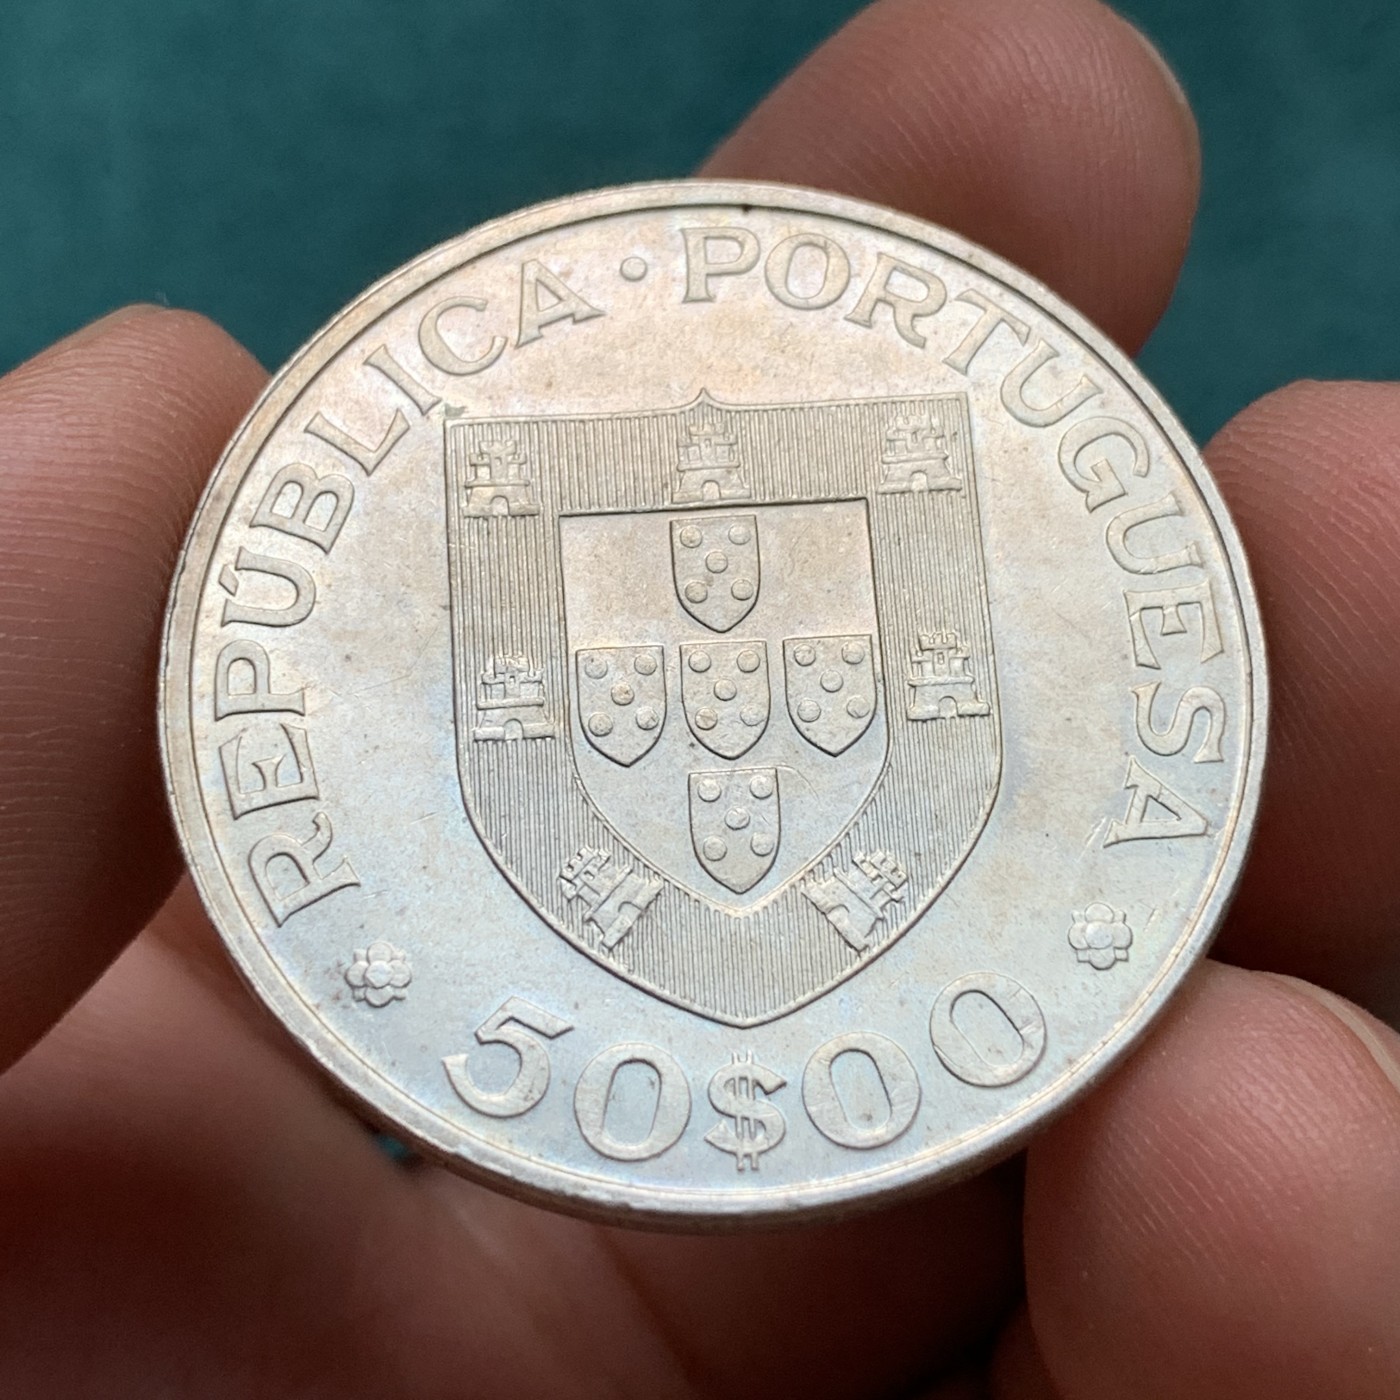 REPÚBLICA · PORTUGUESA
50$00